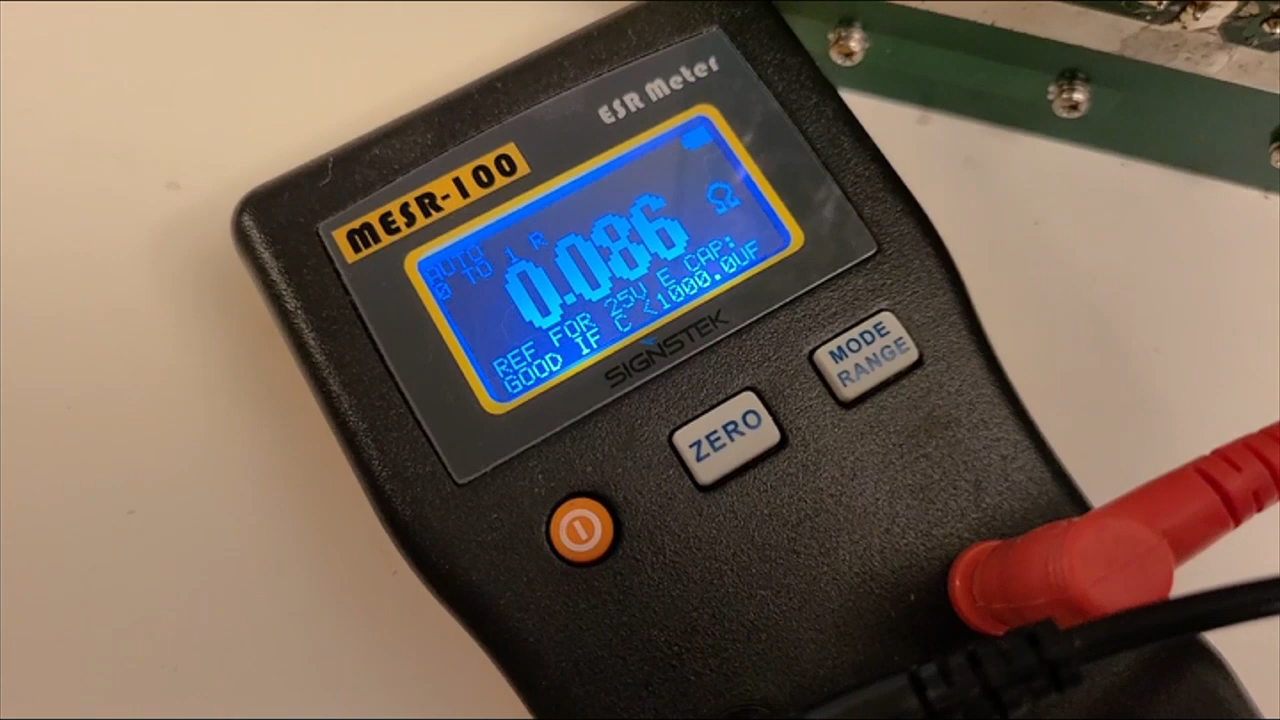 ESR Meter
MESR-100
AUTO
0 TO 1 R
0.086 Ω
REF FOR 25V E CAP:
GOOD IF C <1000.0UF
SIGNSTEK
MODE
RANGE
ZERO